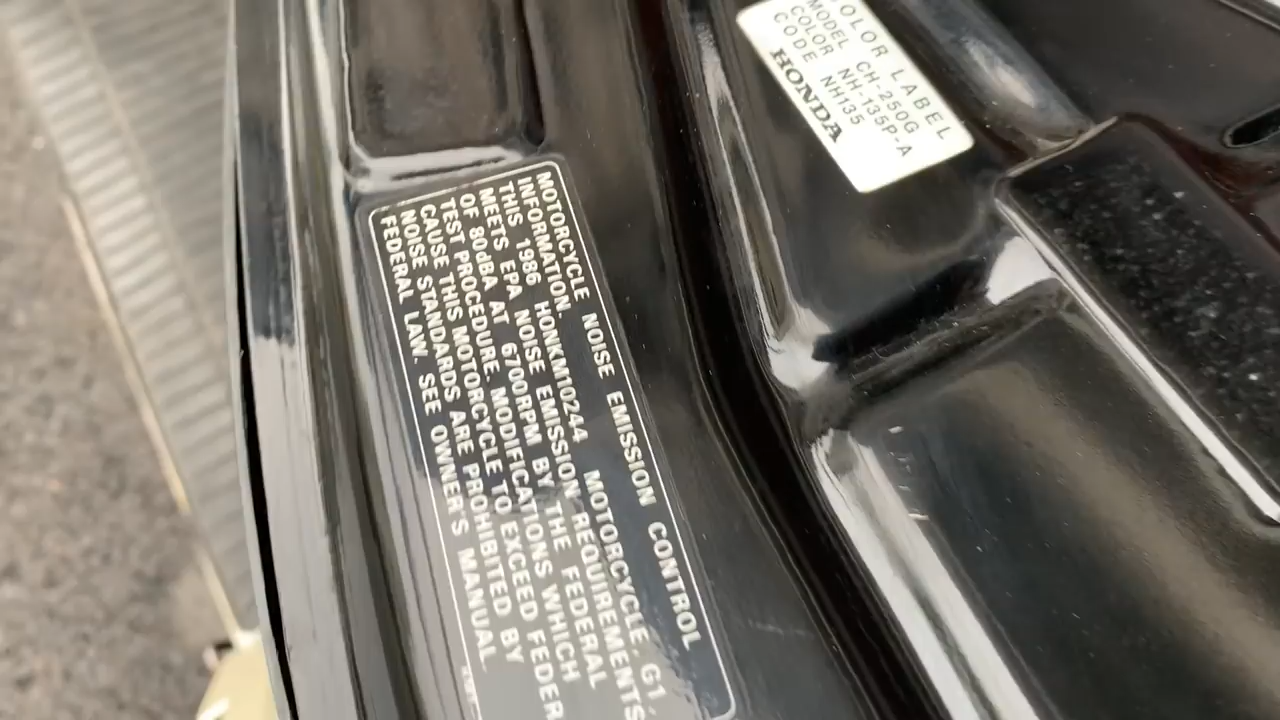 COLOR LABEL
MODEL CH-250G
COLOR NH-135P-A
CODE NH135
HONDA
MOTORCYCLE NOISE EMISSION CONTROL
INFORMATION.
THIS 1986 HONKM10244 MOTORCYCLE, G1,
MEETS EPA NOISE EMISSION REQUIREMENTS
OF 80dBA AT 6700RPM BY THE FEDERAL
TEST PROCEDURE. MODIFICATIONS WHICH
CAUSE THIS MOTORCYCLE TO EXCEED FEDER
NOISE STANDARDS ARE PROHIBITED BY
FEDERAL LAW. SEE OWNER'S MANUAL.